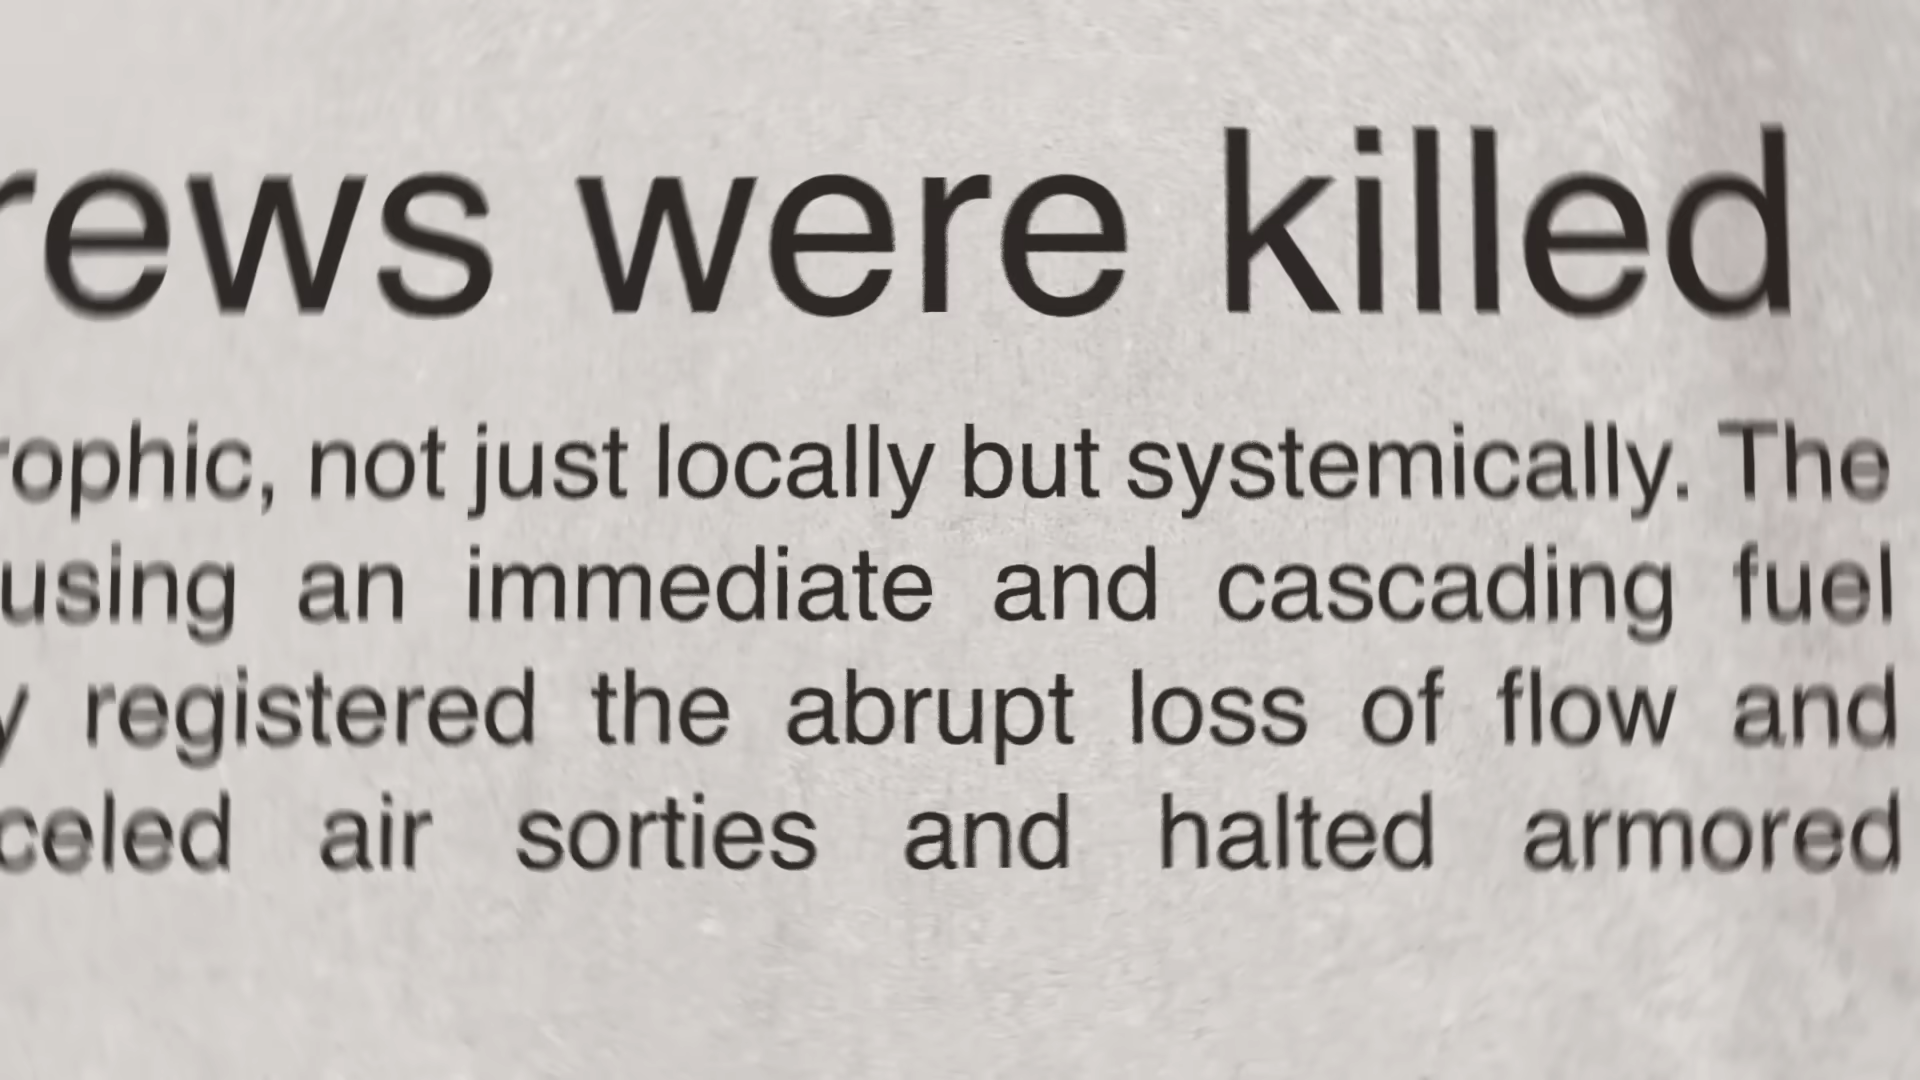 rews were killed
rophic, not just locally but systemically. The
using an immediate and cascading fuel
y registered the abrupt loss of flow and
celed air sorties and halted armored